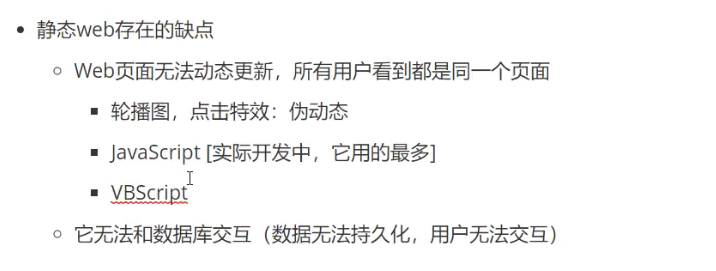 静态web存在的缺点
Web页面无法动态更新，所有用户看到都是同一个页面
轮播图，点击特效：伪动态
JavaScript [实际开发中，它用的最多]
VBScript
它无法和数据库交互（数据无法持久化，用户无法交互）